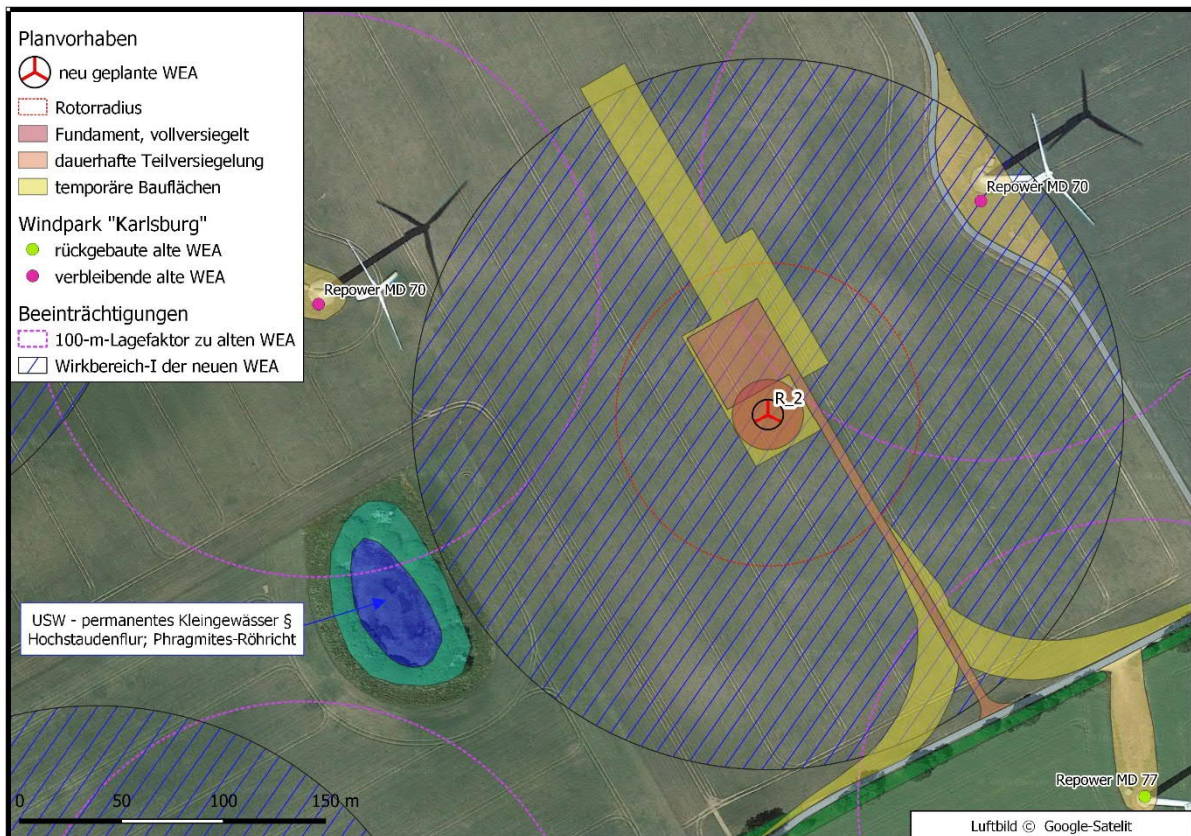 Planvorhaben
neu geplante WEA
Rotorradius
Fundament, vollversiegelt
dauerhafte Teilversiegelung
temporäre Bauflächen
Windpark "Karlsburg"
rückgebaute alte WEA
verbleibende alte WEA
Beeinträchtigungen
100-m-Lagefaktor zu alten WEA
Wirkbereich-I der neuen WEA
Repower MD 70
Repower MD 70
R_2
USW - permanentes Kleingewässer §
Hochstaudenflur; Phragmites-Röhricht
Repower MD 77
0 50 100 150 m
Luftbild © Google-Satelit